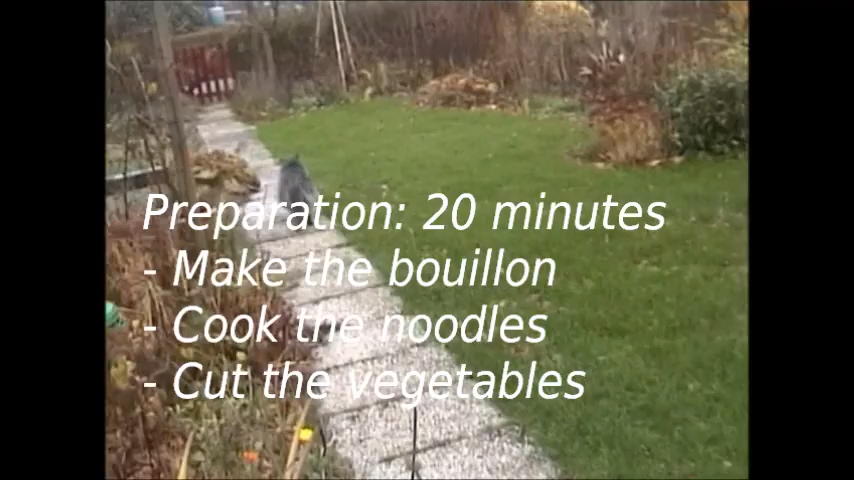 Preparation: 20 minutes
- Make the bouillon
- Cook the noodles
- Cut the vegetables